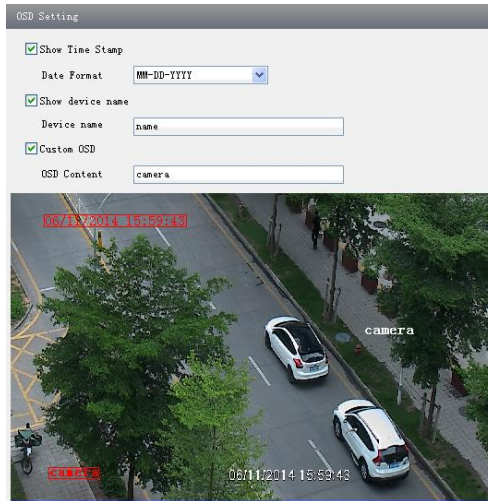 OSD Setting
Show Time Stamp
Date Format MM-DD-YYYY
Show device name
Device name name
Custom OSD
OSD Content camera
06/11/2014 15:59:43
camera
camera 06/11/2014 15:59:43